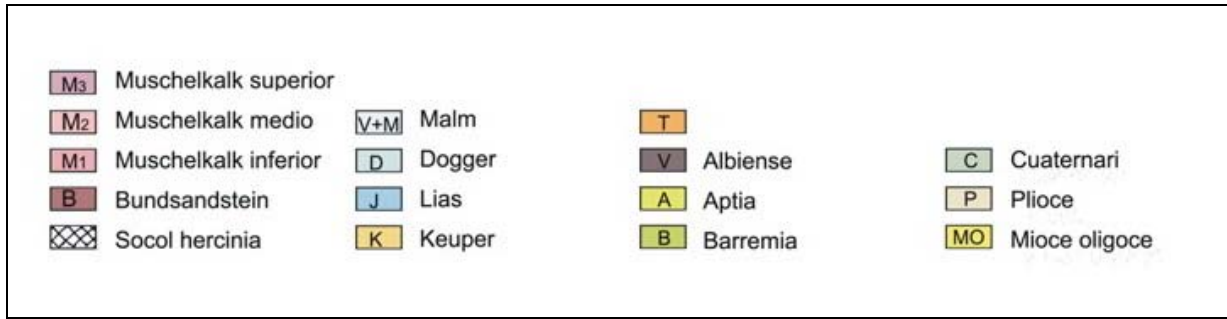 M3 Muschelkalk superior
M2 Muschelkalk medio
M1 Muschelkalk inferior
B Bundsandstein
Socol hercinia
V+M Malm
D Dogger
J Lias
K Keuper
T
V Albiense
A Aptia
B Barremia
C Cuaternari
P Plioce
MO Mioce oligoce